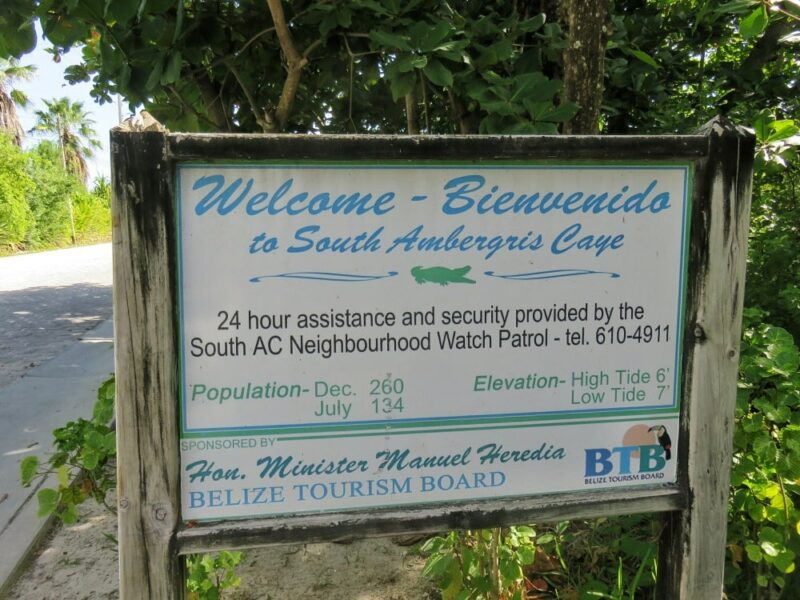 Welcome - Bienvenido
to South Ambergris Caye
24 hour assistance and security provided by the
South AC Neighbourhood Watch Patrol - tel. 610-4911
Population- Dec. 260
July 134
Elevation- High Tide 6'
Low Tide 7'
SPONSORED BY
Hon. Minister Manuel Heredia
BELIZE TOURISM BOARD
BTB
BELIZE TOURISM BOARD